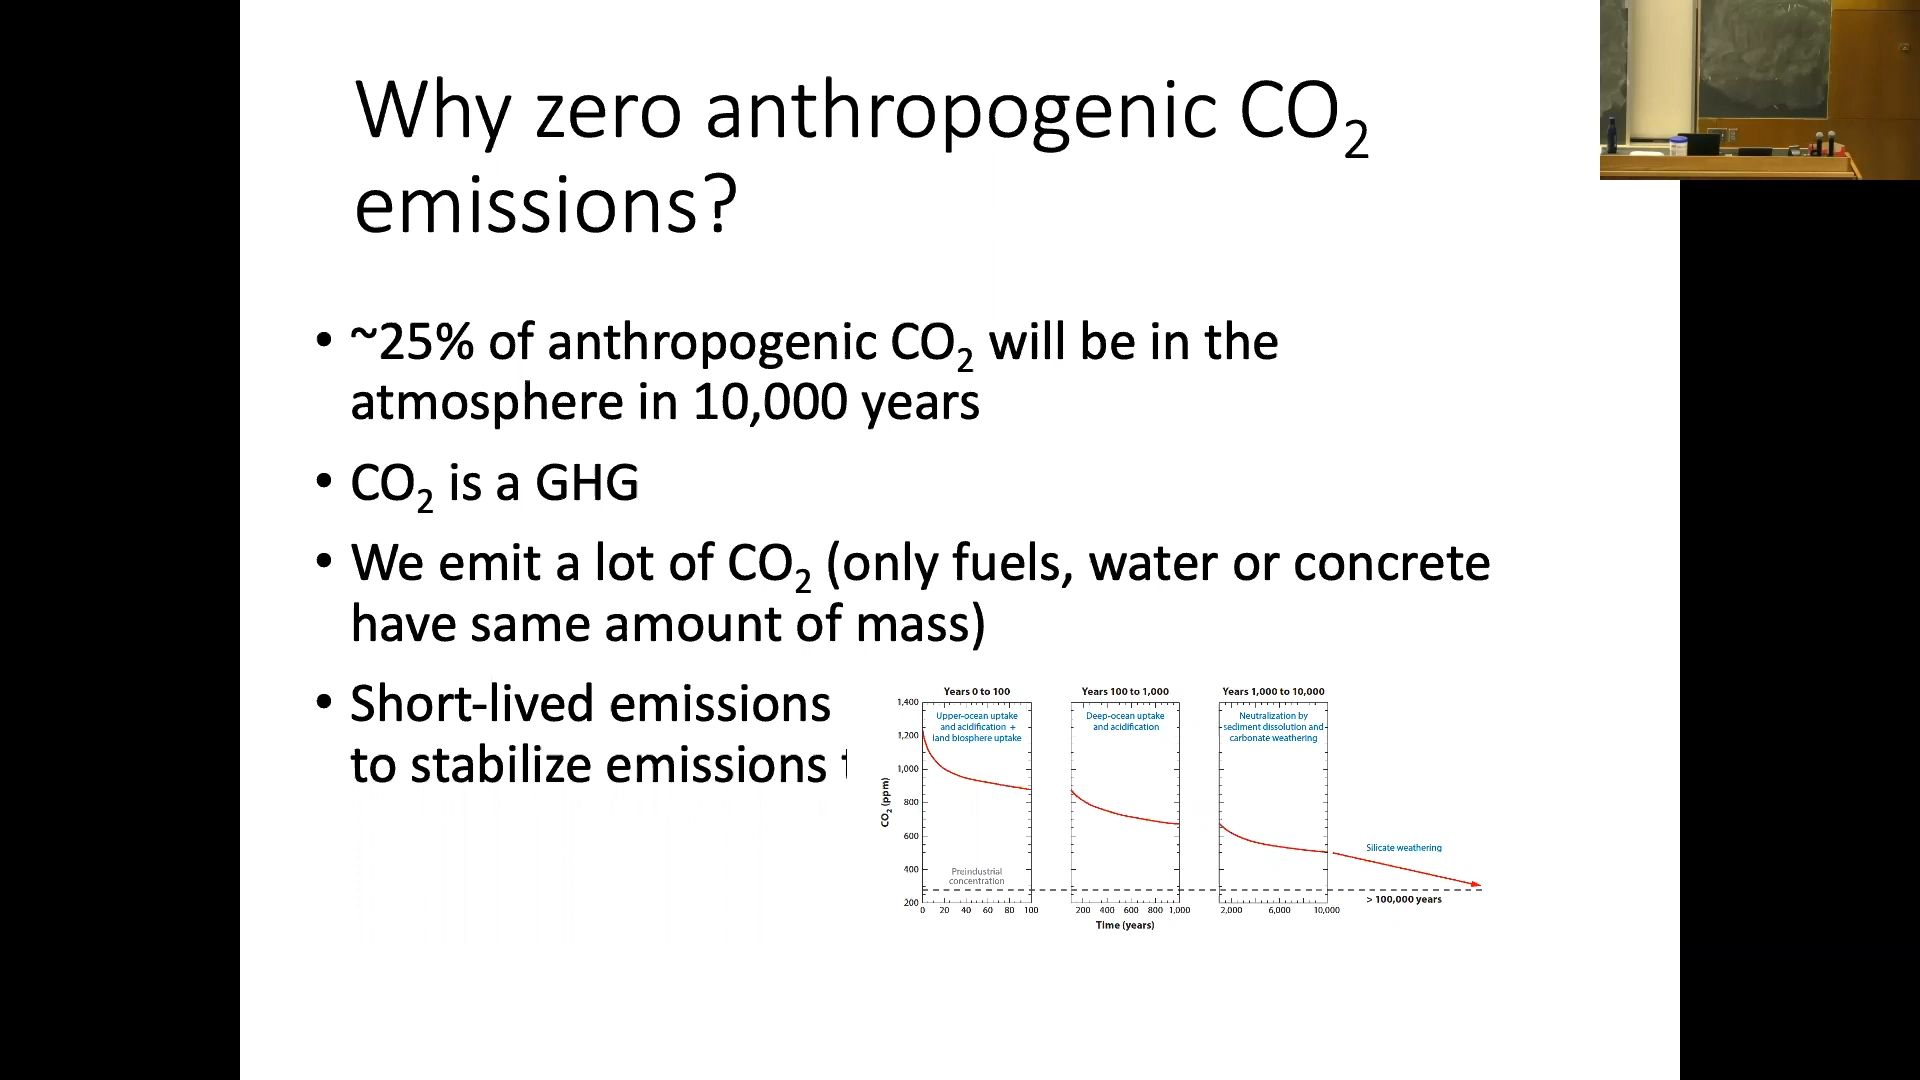 Why zero anthropogenic CO₂
emissions?
• ~25% of anthropogenic CO₂ will be in the
atmosphere in 10,000 years
• CO₂ is a GHG
• We emit a lot of CO₂ (only fuels, water or concrete
have same amount of mass)
• Short-lived emissions
to stabilize emissions
Years 0 to 100
Upper-ocean uptake
and acidification +
land biosphere uptake
Years 100 to 1,000
Deep-ocean uptake
and acidification
Years 1,000 to 10,000
Neutralization by
sediment dissolution and
carbonate weathering
CO₂ (ppm)
1,400
1,200
1,000
800
600
400
200
Preindustrial
concentration
Silicate weathering
> 100,000 years
0 20 40 60 80 100
200 400 600 800 1,000
2,000 6,000 10,000
Time (years)